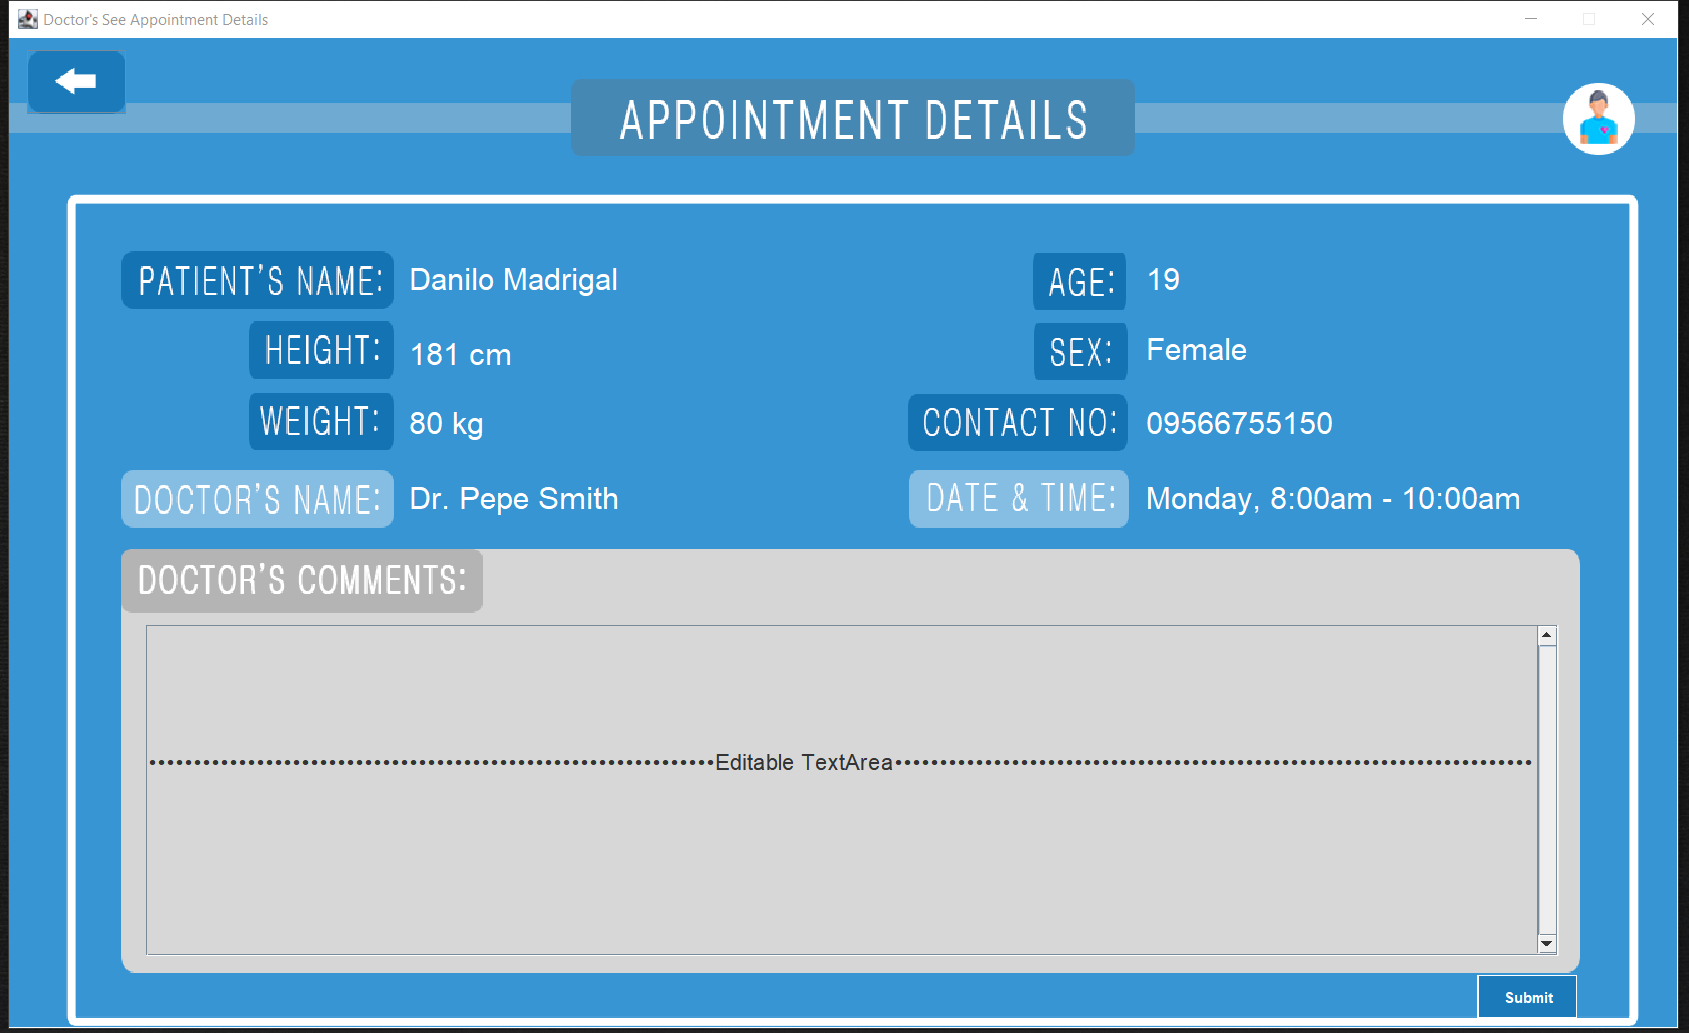 Doctor's See Appointment Details
APPOINTMENT DETAILS
PATIENT'S NAME: Danilo Madrigal
AGE: 19
HEIGHT: 181 cm
SEX: Female
WEIGHT: 80 kg
CONTACT NO: 09566755150
DOCTOR'S NAME: Dr. Pepe Smith
DATE & TIME: Monday, 8:00am - 10:00am
DOCTOR'S COMMENTS:
Editable TextArea
Submit